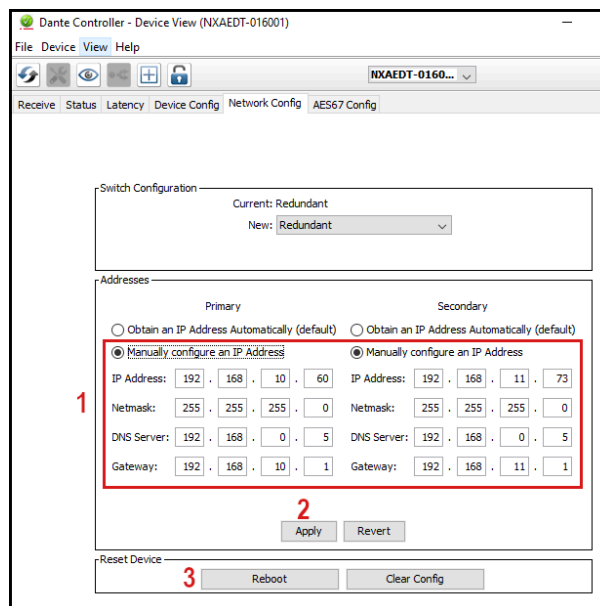 Dante Controller - Device View (NXAEDT-016001)
File Device View Help
NXAEDT-0160...
Receive Status Latency Device Config Network Config AES67 Config
Switch Configuration
Current: Redundant
New: Redundant
Addresses
Primary Secondary
Obtain an IP Address Automatically (default) Obtain an IP Address Automatically (default)
Manually configure an IP Address Manually configure an IP Address
IP Address: 192 . 168 . 10 . 60 IP Address: 192 . 168 . 11 . 73
1 Netmask: 255 . 255 . 255 . 0 Netmask: 255 . 255 . 255 . 0
DNS Server: 192 . 168 . 0 . 5 DNS Server: 192 . 168 . 0 . 5
Gateway: 192 . 168 . 10 . 1 Gateway: 192 . 168 . 11 . 1
2
Apply Revert
Reset Device
3 Reboot Clear Config